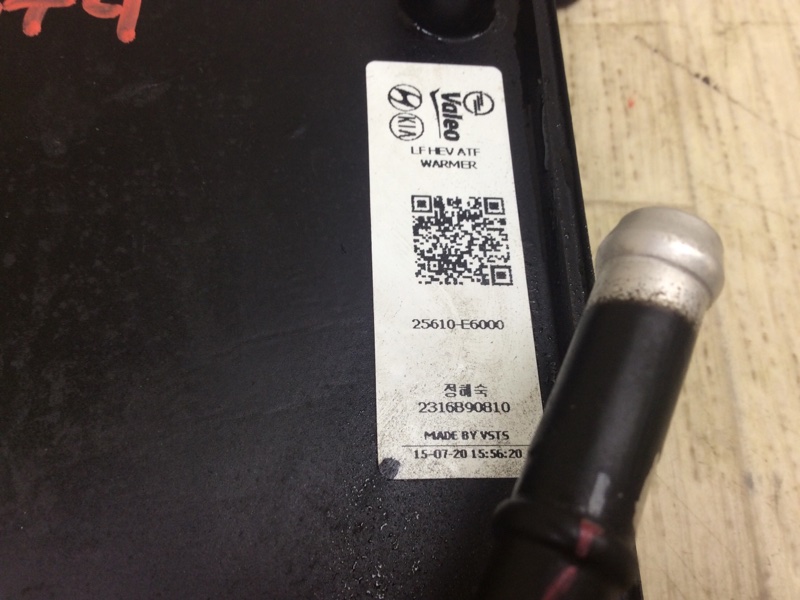 Valeo
KIA
LF HEV ATF
WARMER
25610-E6000
정혜숙
2316B90810
MADE BY VSTS
15-07-20 15:56:20